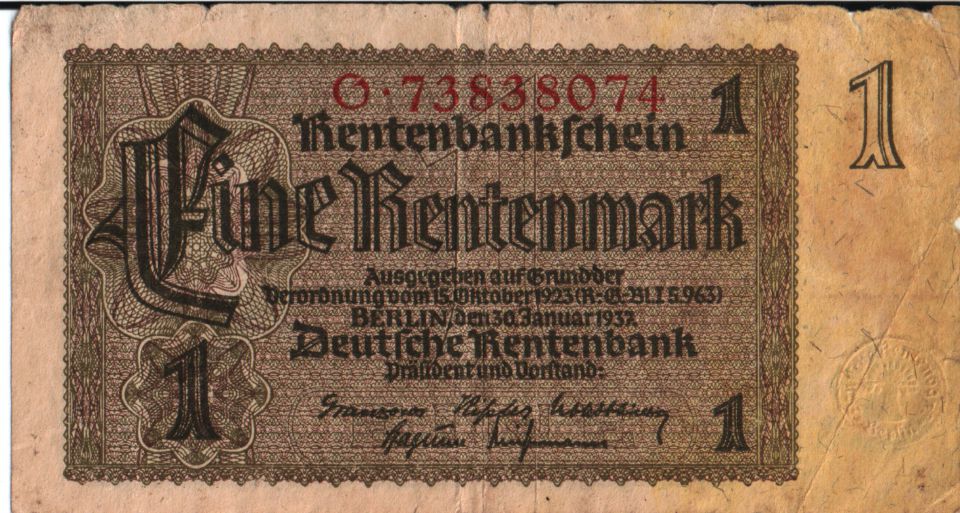 O·73838074
1
1
Rentenbankschein
Eine Rentenmark
Ausgegeben auf Grund der
Verordnung vom 15. Oktober 1923 (R.-G.-Bl. I S. 963)
BERLIN, den 30. Januar 1937
Deutsche Rentenbank
Präsident und Vorstand:
1
1